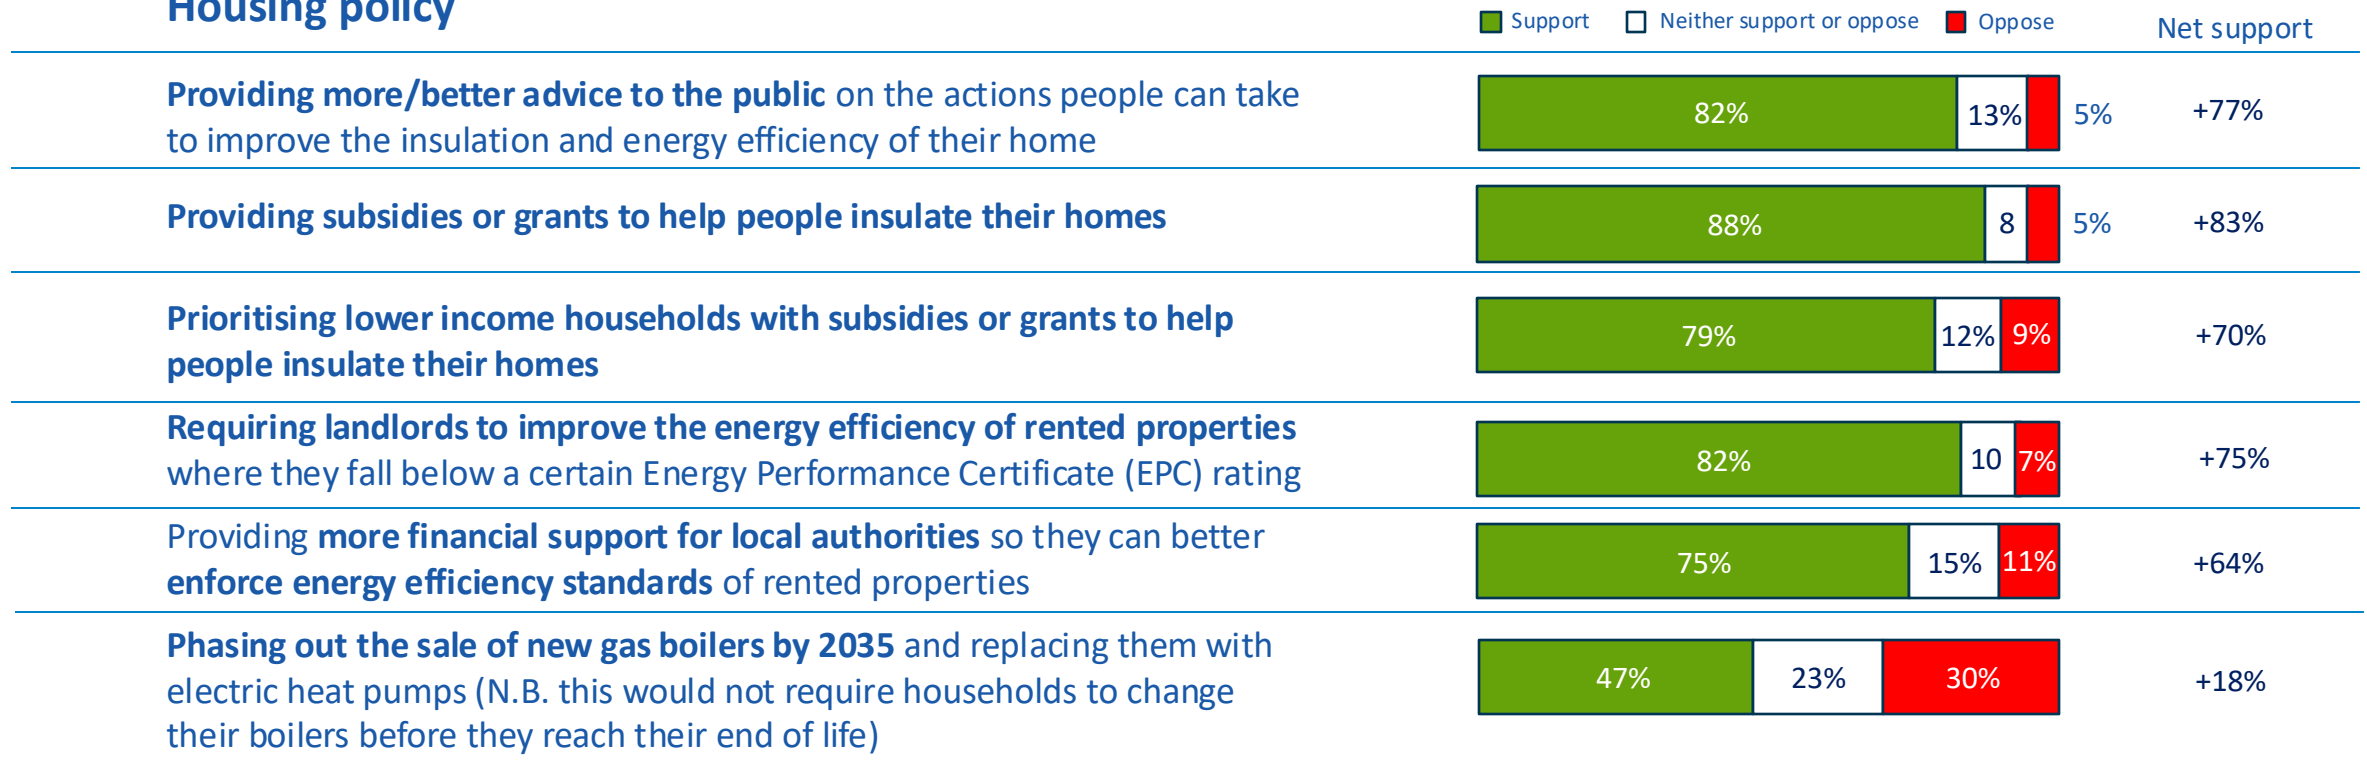 Housing policy
Support Neither support or oppose Oppose Net support
Providing more/better advice to the public on the actions people can take
to improve the insulation and energy efficiency of their home
82% 13% 5% +77%
Providing subsidies or grants to help people insulate their homes
88% 8 5% +83%
Prioritising lower income households with subsidies or grants to help
people insulate their homes
79% 12% 9% +70%
Requiring landlords to improve the energy efficiency of rented properties
where they fall below a certain Energy Performance Certificate (EPC) rating
82% 10 7% +75%
Providing more financial support for local authorities so they can better
enforce energy efficiency standards of rented properties
75% 15% 11% +64%
Phasing out the sale of new gas boilers by 2035 and replacing them with
electric heat pumps (N.B. this would not require households to change
their boilers before they reach their end of life)
47% 23% 30% +18%